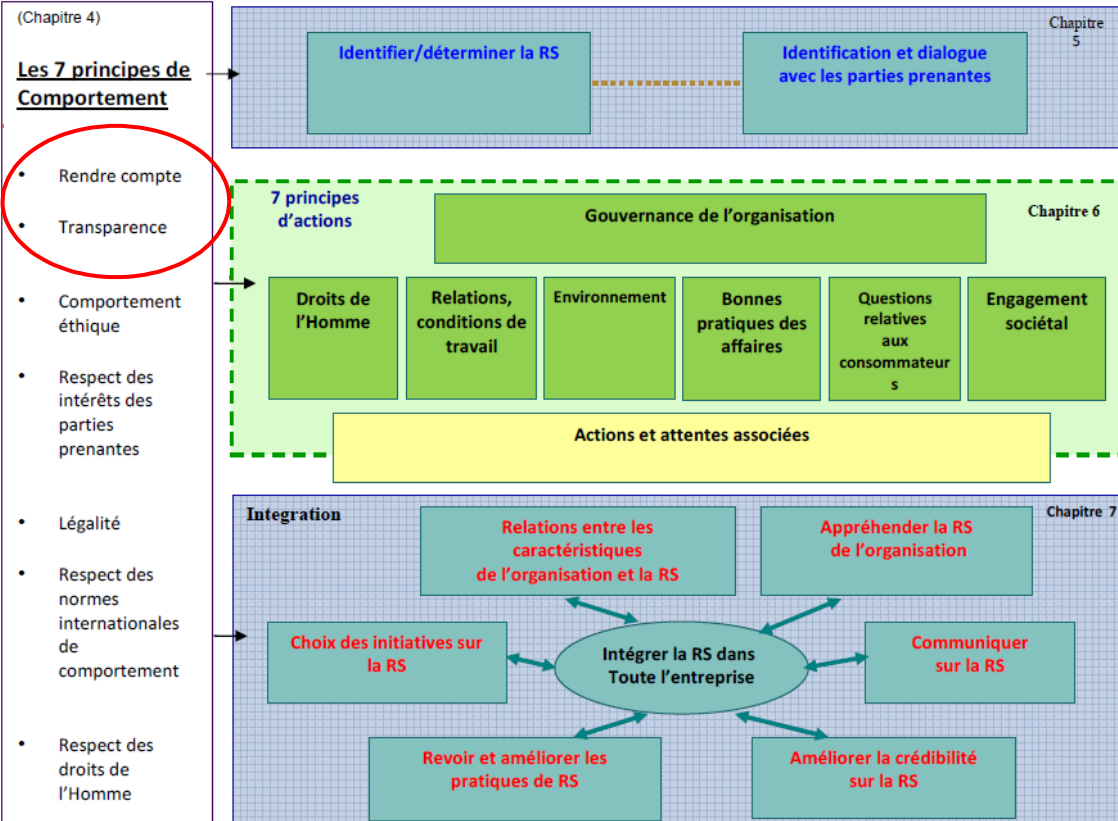 (Chapitre 4)
Les 7 principes de
Comportement
• Rendre compte
• Transparence
• Comportement
éthique
• Respect des
intérêts des
parties
prenantes
• Légalité
• Respect des
normes
internationales
de
comportement
• Respect des
droits de
l’Homme
Chapitre
5
Identifier/déterminer la RS
Identification et dialogue
avec les parties prenantes
7 principes
d’actions
Gouvernance de l’organisation
Chapitre 6
Droits de
l’Homme
Relations,
conditions de
travail
Environnement
Bonnes
pratiques des
affaires
Questions
relatives
aux
consommateur
s
Engagement
sociétal
Actions et attentes associées
Integration
Chapitre 7
Relations entre les
caractéristiques
de l’organisation et la RS
Appréhender la RS
de l’organisation
Choix des initiatives sur
la RS
Intégrer la RS dans
Toute l’entreprise
Communiquer
sur la RS
Revoir et améliorer les
pratiques de RS
Améliorer la crédibilité
sur la RS